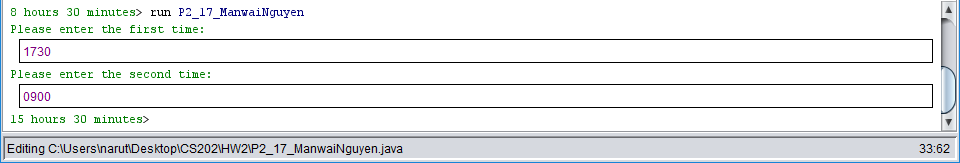 8 hours 30 minutes> run P2_17_ManwaiNguyen
Please enter the first time:
1730
Please enter the second time:
0900
15 hours 30 minutes>
Editing C:\Users\narut\Desktop\CS202\HW2\P2_17_ManwaiNguyen.java 33:62